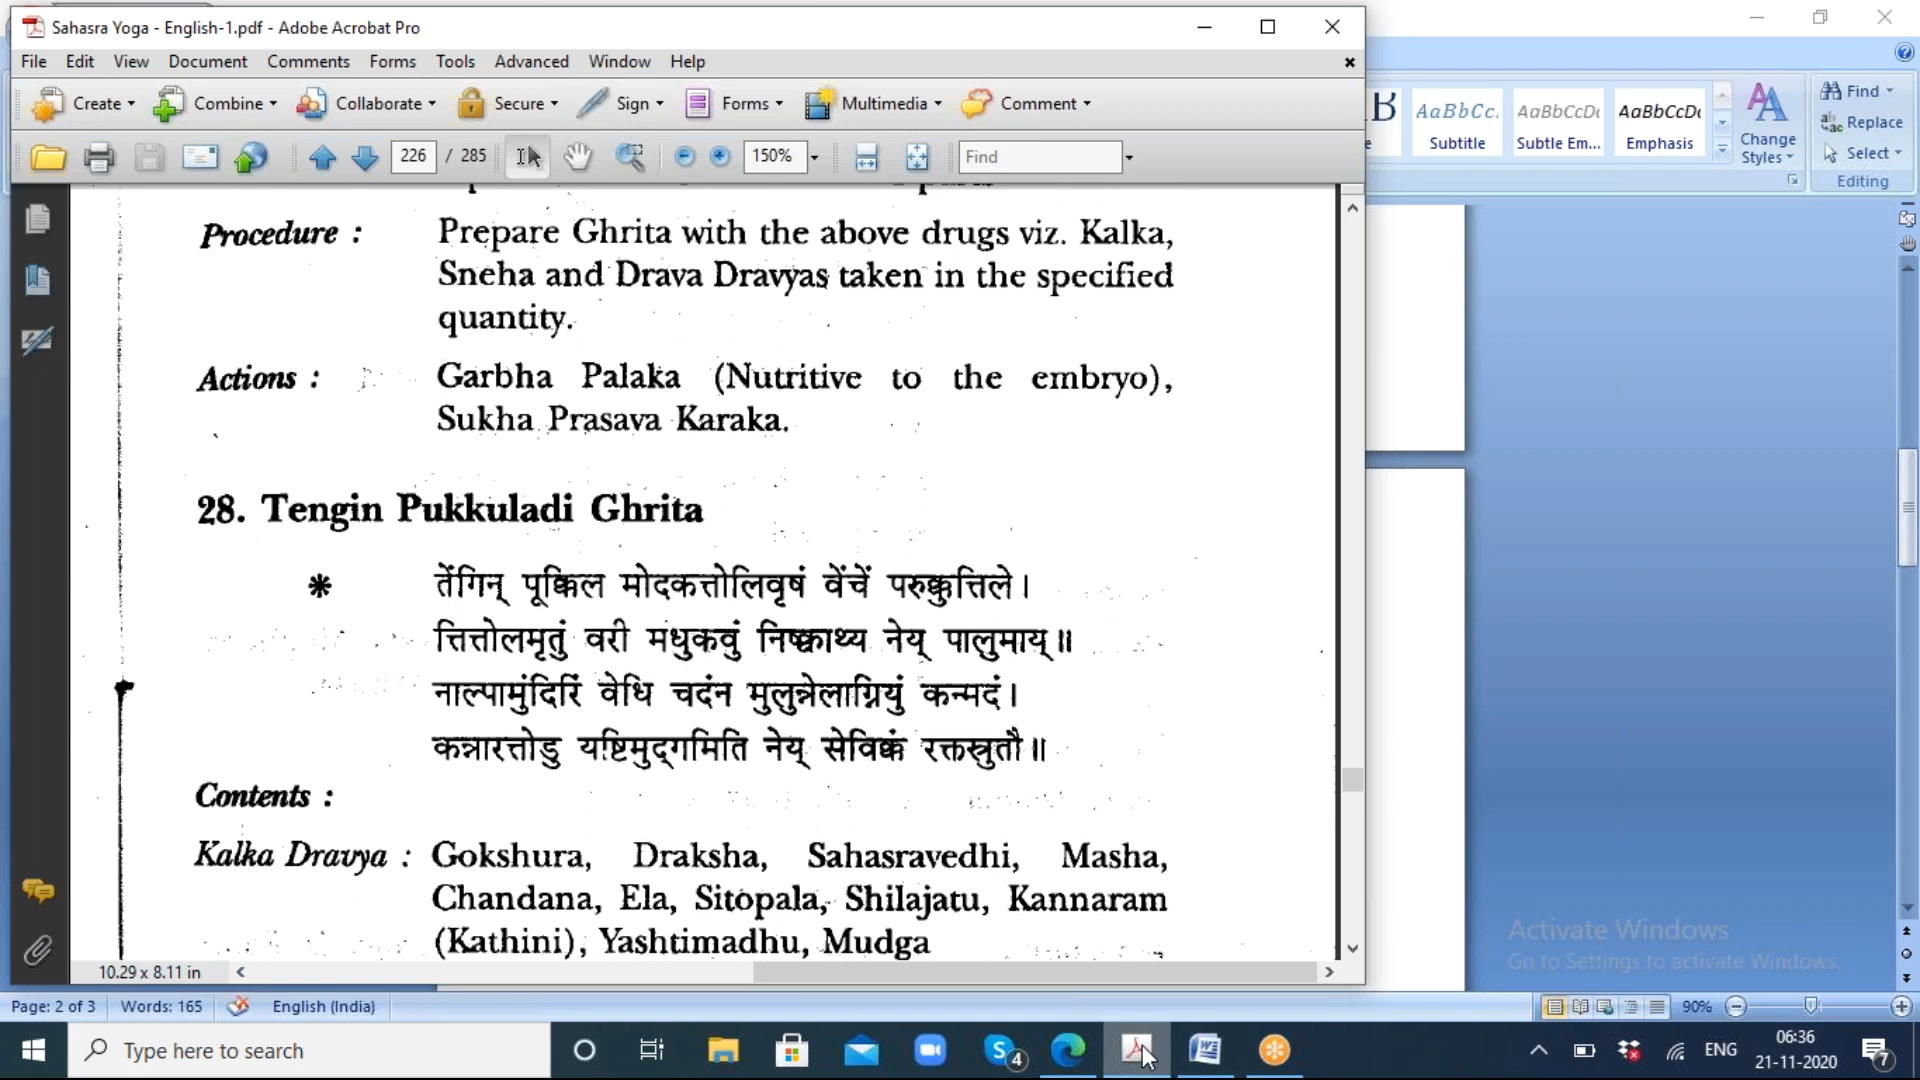 Sahasra Yoga - English-1.pdf - Adobe Acrobat Pro
File Edit View Document Comments Forms Tools Advanced Window Help
Create Combine Collaborate Secure Sign Forms Multimedia Comment
226 / 285 150% Find
AaBbCc. AaBbCcDı AaBbCcDı
Subtitle Subtle Em... Emphasis
Change Styles
Find
Replace
Select
Editing
Procedure : Prepare Ghrita with the above drugs viz. Kalka,
Sneha and Drava Dravyas taken in the specified
quantity.
Actions : Garbha Palaka (Nutritive to the embryo),
Sukha Prasava Karaka.
28. Tengin Pukkuladi Ghrita
* तेंगिन् पूक्किल मोदकत्तोलिवृषं वेंचें परुक्कुत्तिले।
त्तित्तोलमृतुं वरी मधुकवुं निष्क्वाथ्य नेय् पालुमाय्॥
नाल्पामुंदिरिं वेधि चदंन मुलुन्नेलाग्नियुं कन्मदं।
कन्नारत्तोडु यष्टिमुद्गमिति नेय् सेविक्कं रक्तस्त्रुतौ॥
Contents :
Kalka Dravya : Gokshura, Draksha, Sahasravedhi, Masha,
Chandana, Ela, Sitopala, Shilajatu, Kannaram
(Kathini), Yashtimadhu, Mudga
10.29 x 8.11 in
Activate Windows
Go to Settings to activate Windows.
Page: 2 of 3 Words: 165 English (India) 90%
Type here to search
4
ENG
06:36
21-11-2020
7